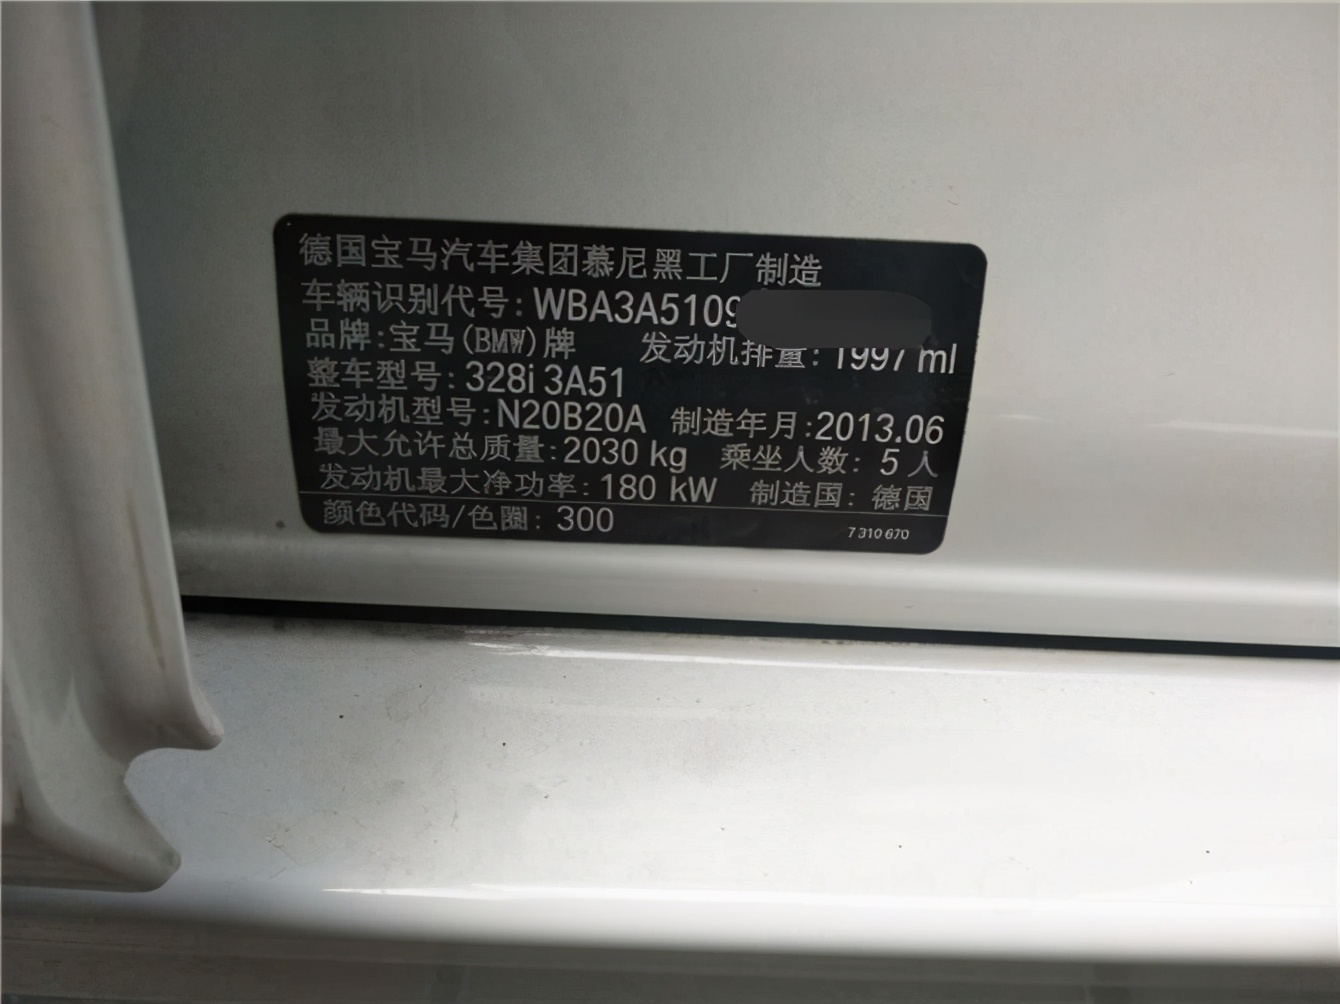 德国宝马汽车集团慕尼黑工厂制造
车辆识别代号: WBA3A5109
品牌: 宝马(BMW)牌 发动机排量: 1997 ml
整车型号: 328i 3A51
发动机型号: N20B20A 制造年月: 2013.06
最大允许总质量: 2030 kg 乘坐人数: 5 人
发动机最大净功率: 180 kW 制造国: 德国
颜色代码/色圈: 300 7 310 670